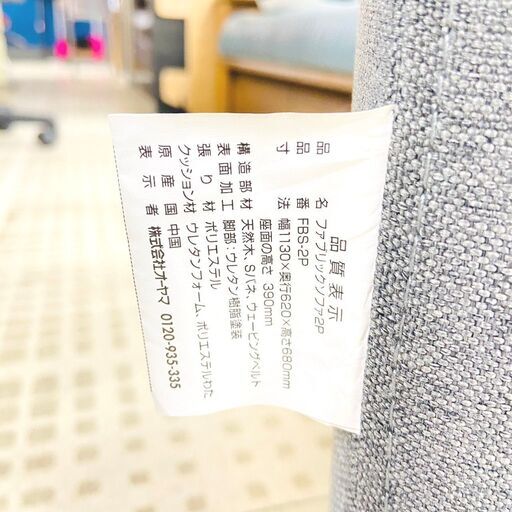 品質表示
品名 ファブリックソファ2P
品番 FBS-2P
寸法 幅1130×奥行620×高さ680mm
座面の高さ 390mm
構造部材 天然木、Sバネ、ウェービングベルト
表面加工 脚部：ウレタン樹脂塗装
張り材 ポリエステル
クッション材 ウレタンフォーム、ポリエステルわた
原産国 中国
表示者 株式会社オーヤマ 0120-935-335